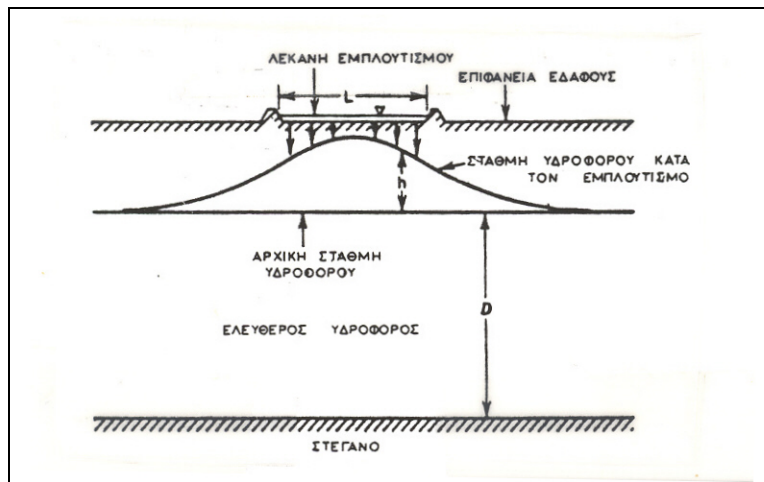 ΛΕΚΑΝΗ ΕΜΠΛΟΥΤΙΣΜΟΥ
ΕΠΙΦΑΝΕΙΑ ΕΔΑΦΟΥΣ
L
ΣΤΑΘΜΗ ΥΔΡΟΦΟΡΟΥ ΚΑΤΑ
ΤΟΝ ΕΜΠΛΟΥΤΙΣΜΟ
h
ΑΡΧΙΚΗ ΣΤΑΘΜΗ
ΥΔΡΟΦΟΡΟΥ
D
ΕΛΕΥΘΕΡΟΣ ΥΔΡΟΦΟΡΟΣ
ΣΤΕΓΑΝΟ